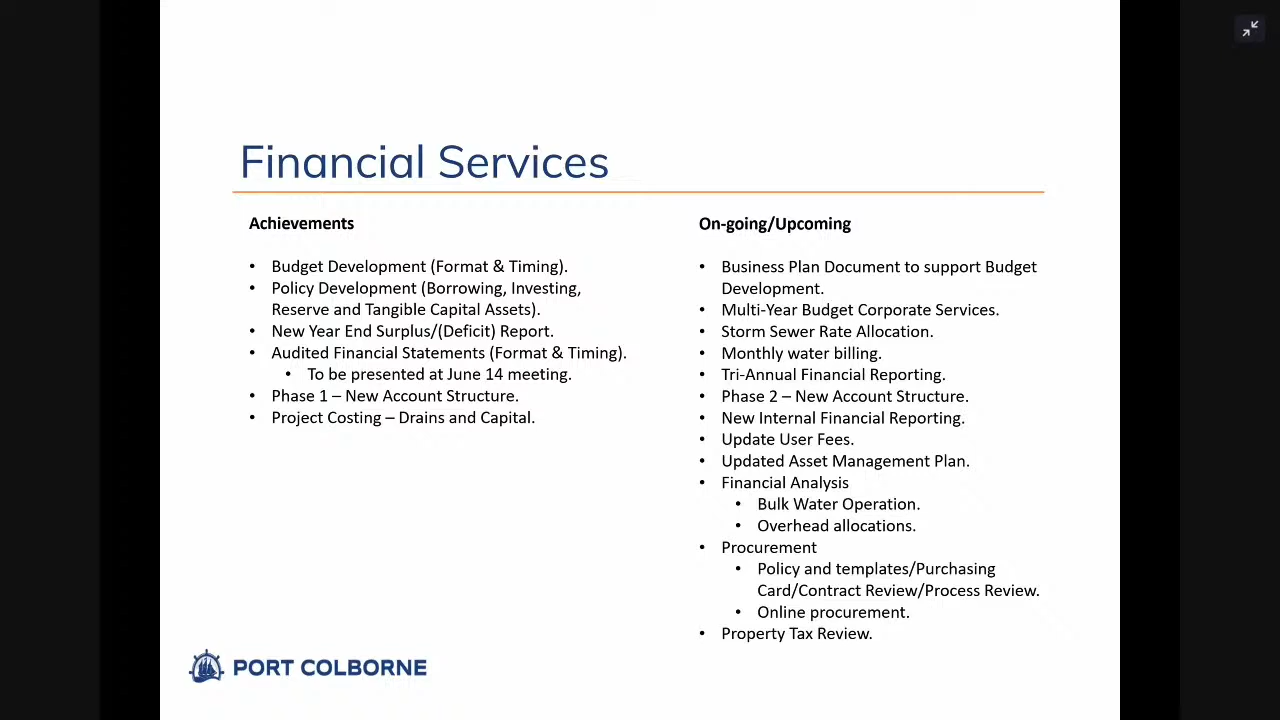 Financial Services
Achievements
• Budget Development (Format & Timing).
• Policy Development (Borrowing, Investing,
Reserve and Tangible Capital Assets).
• New Year End Surplus/(Deficit) Report.
• Audited Financial Statements (Format & Timing).
• To be presented at June 14 meeting.
• Phase 1 – New Account Structure.
• Project Costing – Drains and Capital.
On-going/Upcoming
• Business Plan Document to support Budget
Development.
• Multi-Year Budget Corporate Services.
• Storm Sewer Rate Allocation.
• Monthly water billing.
• Tri-Annual Financial Reporting.
• Phase 2 – New Account Structure.
• New Internal Financial Reporting.
• Update User Fees.
• Updated Asset Management Plan.
• Financial Analysis
• Bulk Water Operation.
• Overhead allocations.
• Procurement
• Policy and templates/Purchasing
Card/Contract Review/Process Review.
• Online procurement.
• Property Tax Review.
PORT COLBORNE